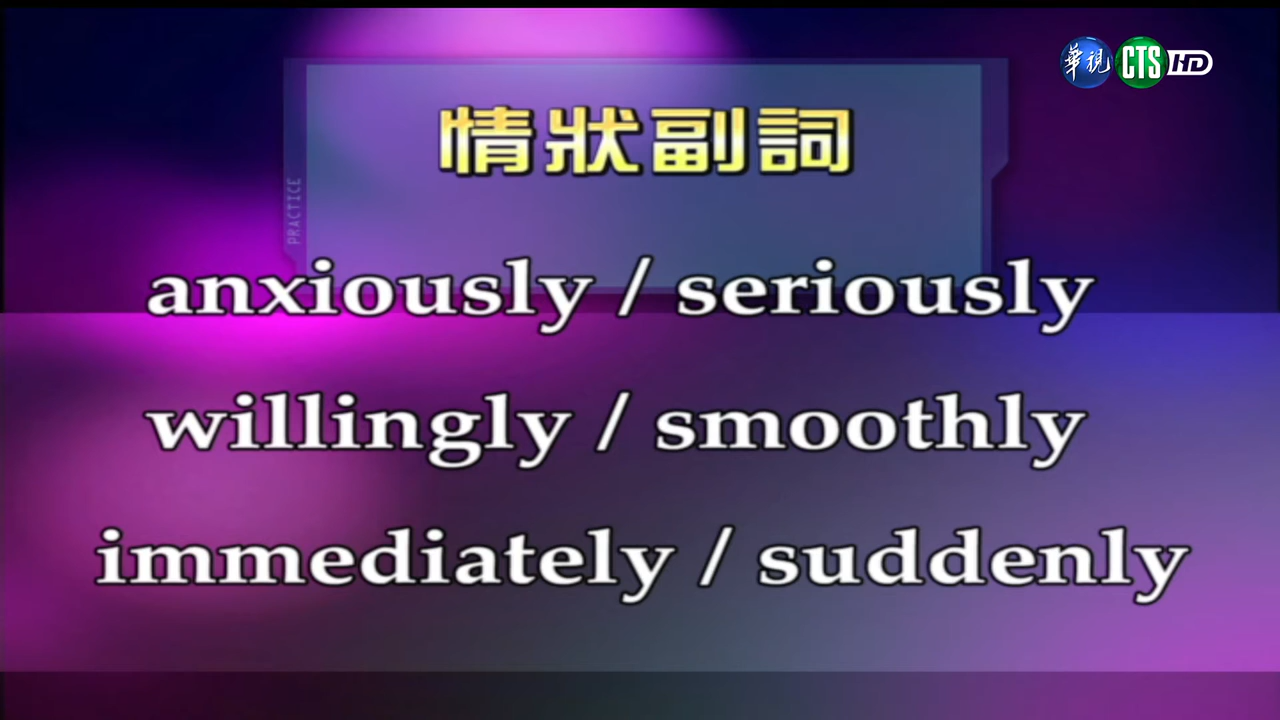 華視 CTS HD
情狀副詞
PRACTICE
anxiously / seriously
willingly / smoothly
immediately / suddenly